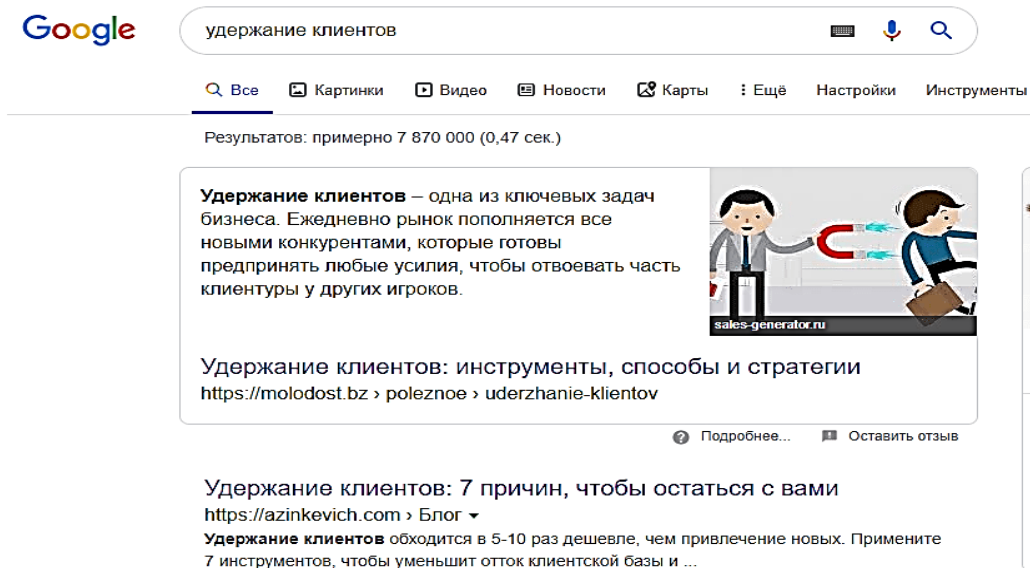 Google
удержание клиентов
Все Картинки Видео Новости Карты Ещё Настройки Инструменты
Результатов: примерно 7 870 000 (0,47 сек.)
Удержание клиентов – одна из ключевых задач
бизнеса. Ежедневно рынок пополняется все
новыми конкурентами, которые готовы
предпринять любые усилия, чтобы отвоевать часть
клиентуры у других игроков.
sales-generator.ru
Удержание клиентов: инструменты, способы и стратегии
https://molodost.bz › poleznoe › uderzhanie-klientov
Подробнее... Оставить отзыв
Удержание клиентов: 7 причин, чтобы остаться с вами
https://azinkevich.com › Блог
Удержание клиентов обходится в 5-10 раз дешевле, чем привлечение новых. Примените
7 инструментов, чтобы уменьшит отток клиентской базы и ...